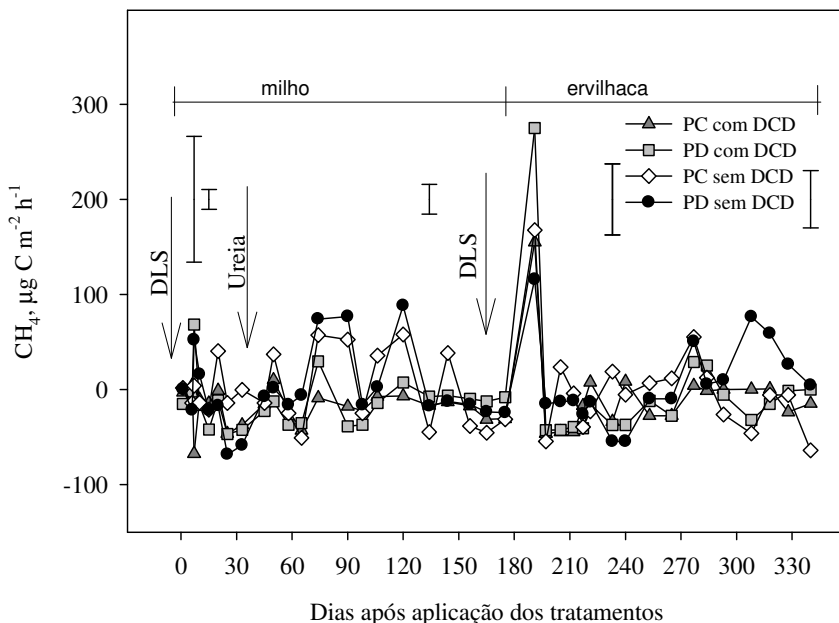 milho
ervilhaca
PC com DCD
PD com DCD
PC sem DCD
PD sem DCD
DLS
Ureia
DLS
CH4, µg C m-2 h-1
300
200
100
0
-100
0 30 60 90 120 150 180 210 240 270 300 330
Dias após aplicação dos tratamentos